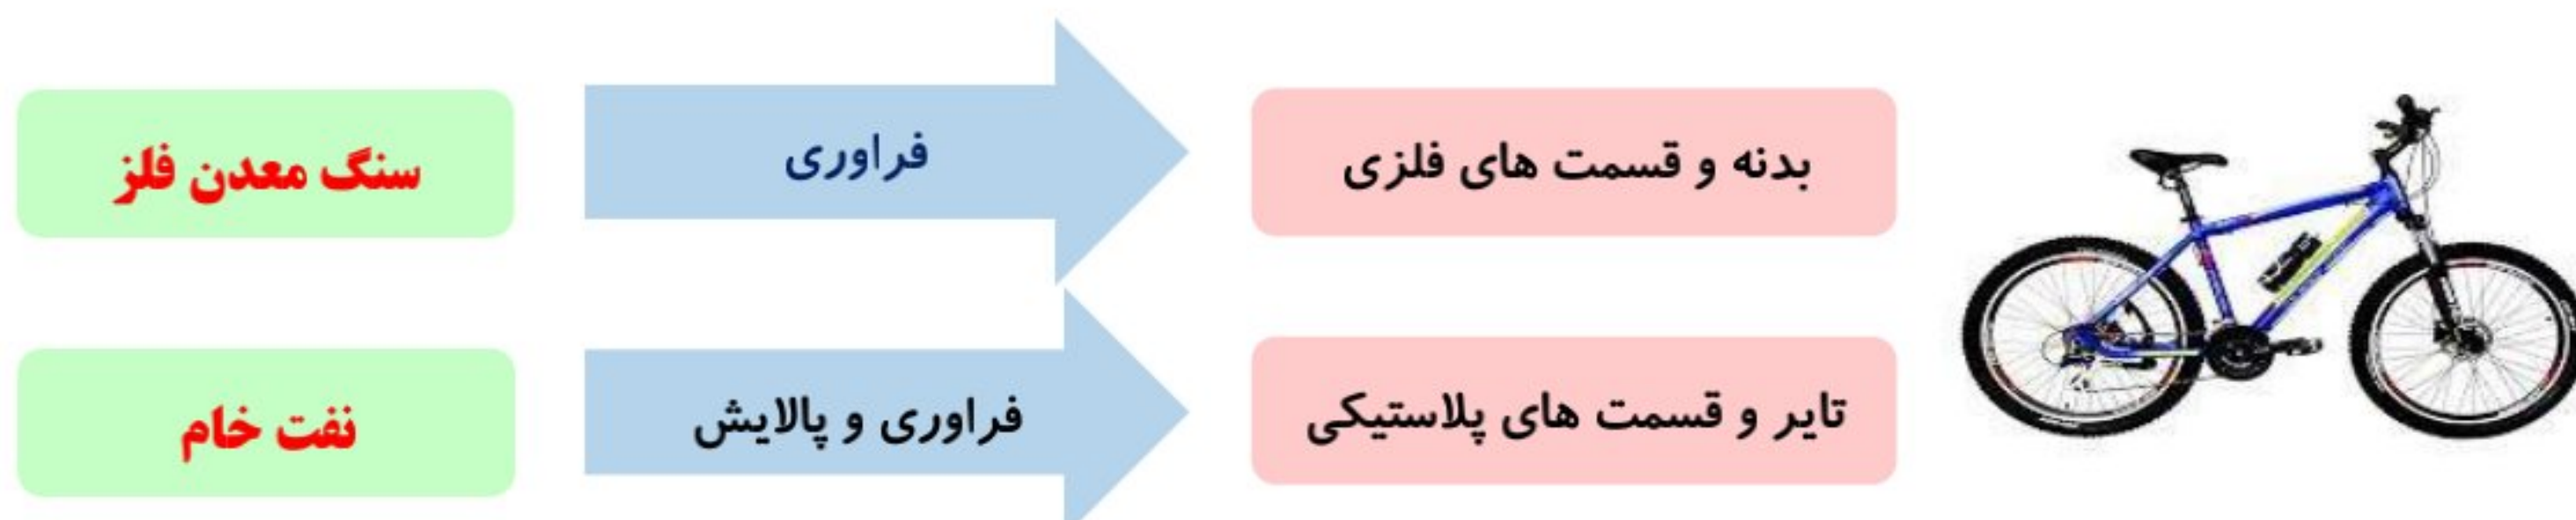 سنگ معدن فلز
فراوری
بدنه و قسمت های فلزی
نفت خام
فراوری و پالایش
تایر و قسمت های پلاستیکی